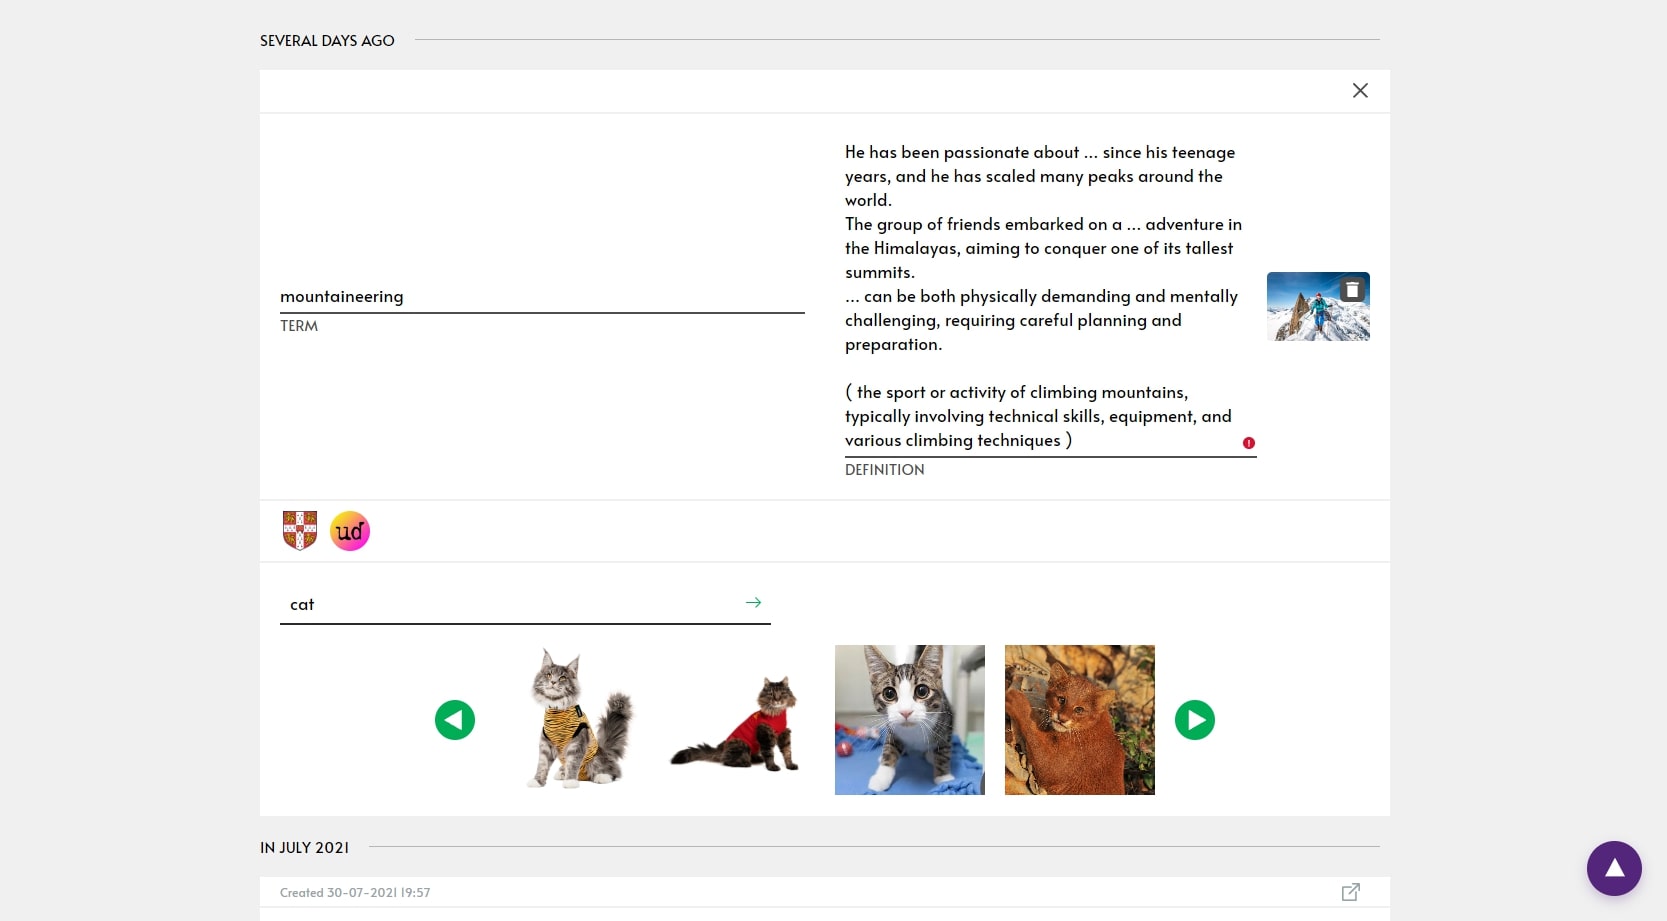 SEVERAL DAYS AGO
He has been passionate about ... since his teenage
years, and he has scaled many peaks around the
world.
The group of friends embarked on a ... adventure in
the Himalayas, aiming to conquer one of its tallest
summits.
mountaineering
... can be both physically demanding and mentally
challenging, requiring careful planning and
preparation.
TERM
( the sport or activity of climbing mountains,
typically involving technical skills, equipment, and
various climbing techniques )
DEFINITION
ud
cat
IN JULY 2021
Created 30-07-2021 19:57